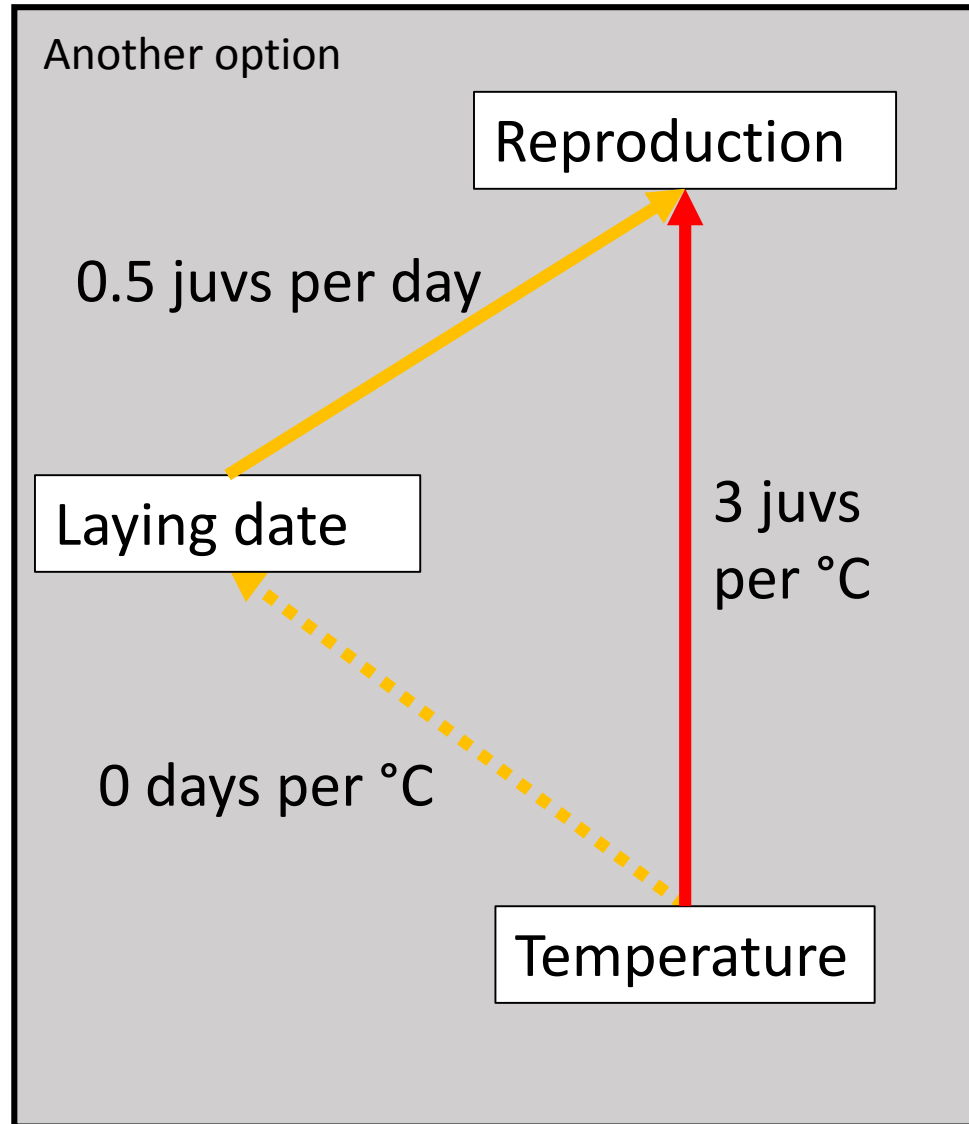 Another option
Reproduction
0.5 juvs per day
Laying date
3 juvs
per °C
0 days per °C
Temperature